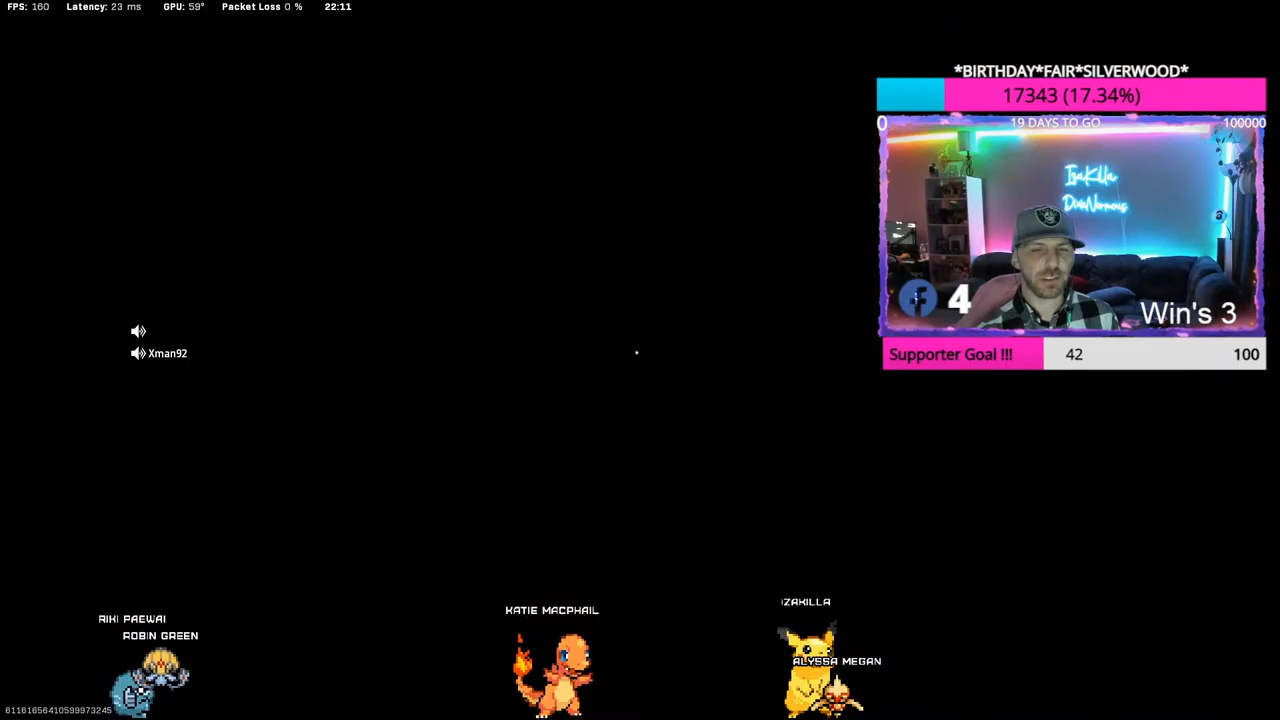 FPS: 160 Latency: 23 ms GPU: 59° Packet Loss 0 % 22:11
*BIRTHDAY*FAIR*SILVERWOOD*
17343 (17.34%)
0 19 DAYS TO GO 100000
IzaKilla
4
Win's 3
Supporter Goal !!! 42 100
Xman92
RIKI PAEWAI
ROBIN GREEN
KATIE MACPHAIL
IZAKILLA
ALYSSA MEGAN
61161656410599973245